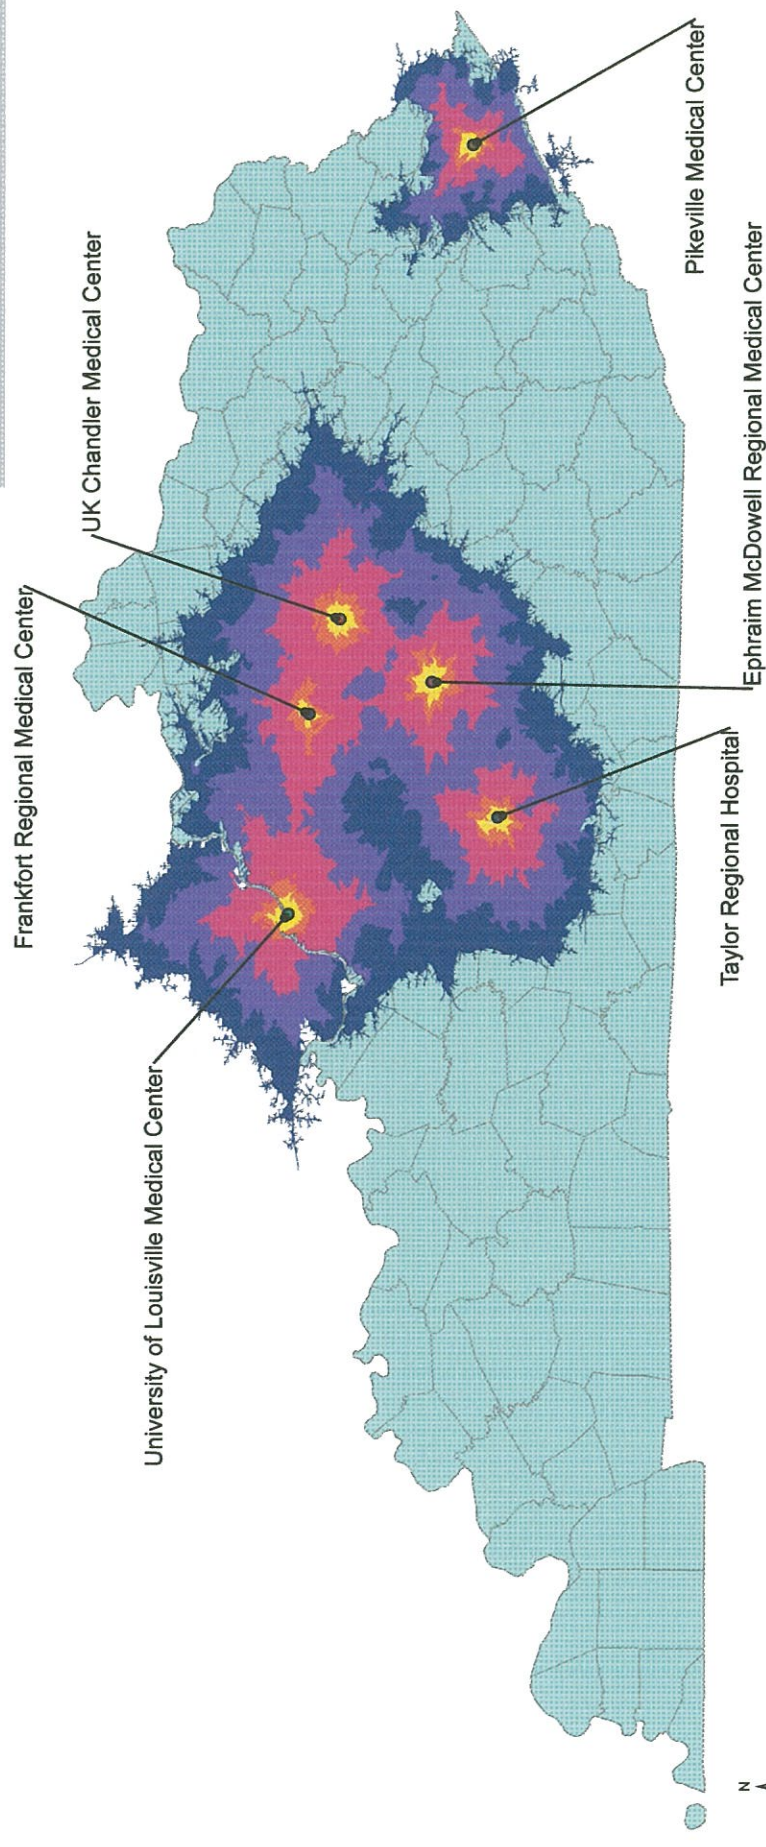 Frankfort Regional Medical Center
UK Chandler Medical Center
University of Louisville Medical Center
Pikeville Medical Center
Taylor Regional Hospital
Ephraim McDowell Regional Medical Center
N